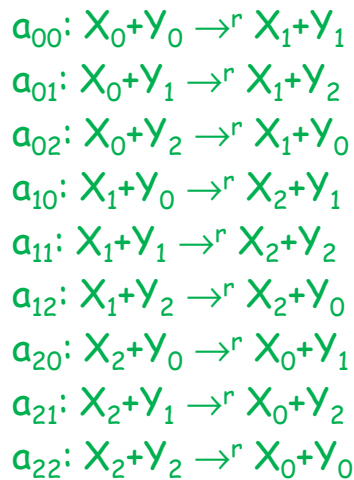 a₀₀: X₀+Y₀ →ʳ X₁+Y₁
a₀₁: X₀+Y₁ →ʳ X₁+Y₂
a₀₂: X₀+Y₂ →ʳ X₁+Y₀
a₁₀: X₁+Y₀ →ʳ X₂+Y₁
a₁₁: X₁+Y₁ →ʳ X₂+Y₂
a₁₂: X₁+Y₂ →ʳ X₂+Y₀
a₂₀: X₂+Y₀ →ʳ X₀+Y₁
a₂₁: X₂+Y₁ →ʳ X₀+Y₂
a₂₂: X₂+Y₂ →ʳ X₀+Y₀